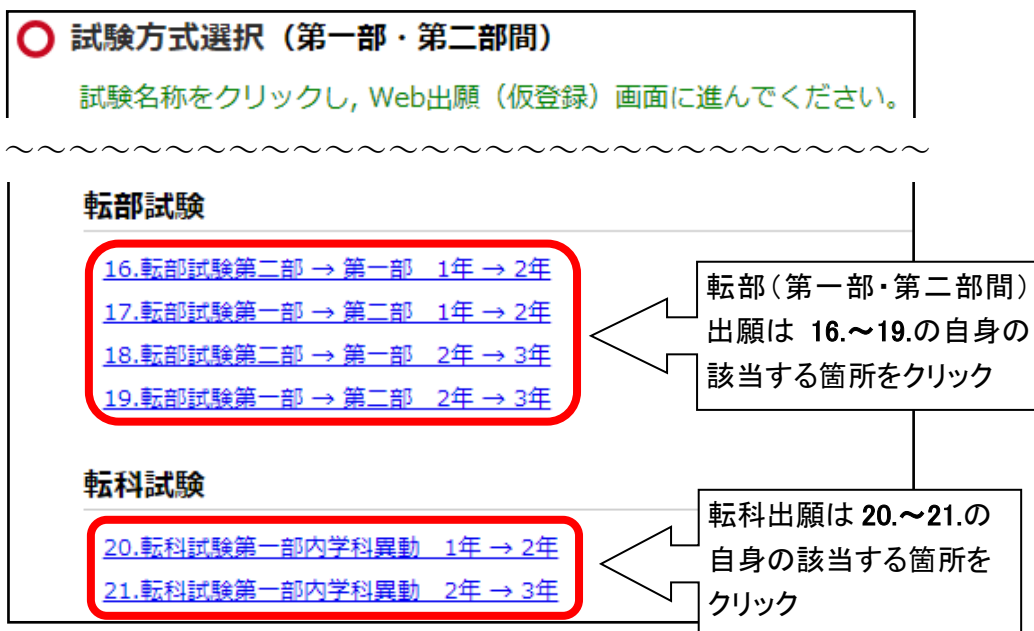 試験方式選択（第一部・第二部間）
試験名称をクリックし, Web出願（仮登録）画面に進んでください。
～～～～～～～～～～～～～～～～～～～～～～～～～～～～～
転部試験
16.転部試験第二部 → 第一部　1年 → 2年
17.転部試験第一部 → 第二部　1年 → 2年
18.転部試験第二部 → 第一部　2年 → 3年
19.転部試験第一部 → 第二部　2年 → 3年
転部（第一部・第二部間）
出願は 16.～19.の自身の
該当する箇所をクリック
転科試験
20.転科試験第一部内学科異動　1年 → 2年
21.転科試験第一部内学科異動　2年 → 3年
転科出願は 20.～21.の
自身の該当する箇所を
クリック